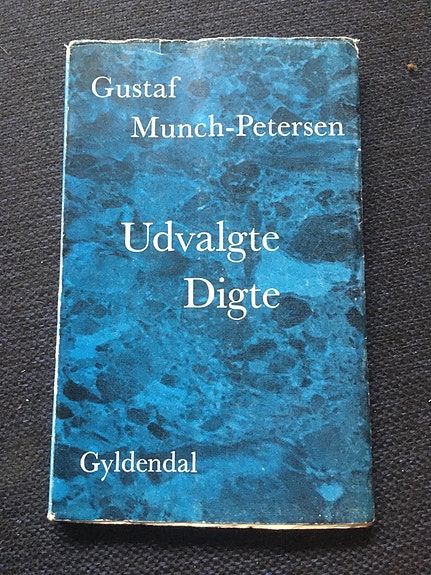 Gustaf
Munch-Petersen
Udvalgte
Digte
Gyldendal